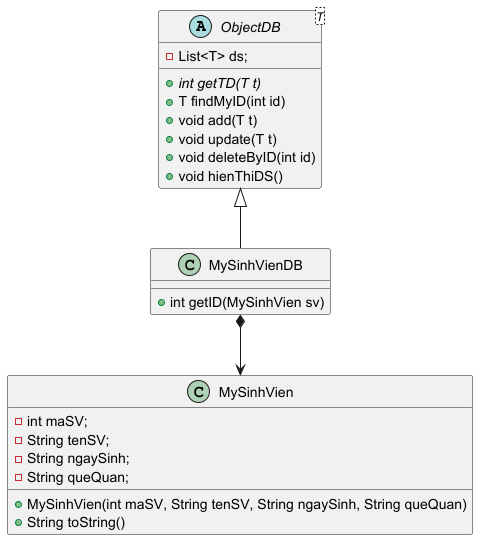 T
A ObjectDB
List<T> ds;
int getTD(T t)
T findMyID(int id)
void add(T t)
void update(T t)
void deleteByID(int id)
void hienThiDS()
C MySinhVienDB
int getID(MySinhVien sv)
C MySinhVien
int maSV;
String tenSV;
String ngaySinh;
String queQuan;
MySinhVien(int maSV, String tenSV, String ngaySinh, String queQuan)
String toString()